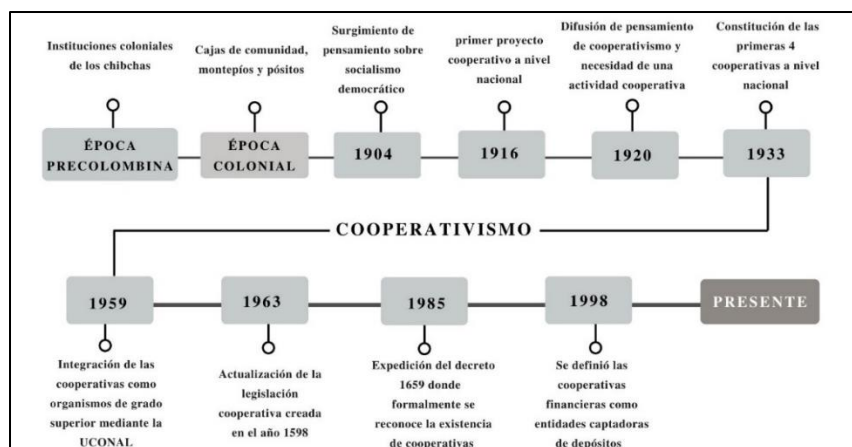 Instituciones coloniales
de los chibchas
Cajas de comunidad,
montepíos y pósitos
Surgimiento de
pensamiento sobre
socialismo
democrático
primer proyecto
cooperativo a nivel
nacional
Difusión de pensamiento
de cooperativismo y
necesidad de una
actividad cooperativa
Constitución de las
primeras 4
cooperativas a nivel
nacional
ÉPOCA
PRECOLOMBINA
ÉPOCA
COLONIAL
1904
1916
1920
1933
COOPERATIVISMO
1959
1963
1985
1998
PRESENTE
Integración de las
cooperativas como
organismos de grado
superior mediante la
UCONAL
Actualización de la
legislación
cooperativa creada
en el año 1598
Expedición del decreto
1659 donde
formalmente se
reconoce la existencia
de cooperativas
Se definió las
cooperativas
financieras como
entidades captadoras
de depósitos